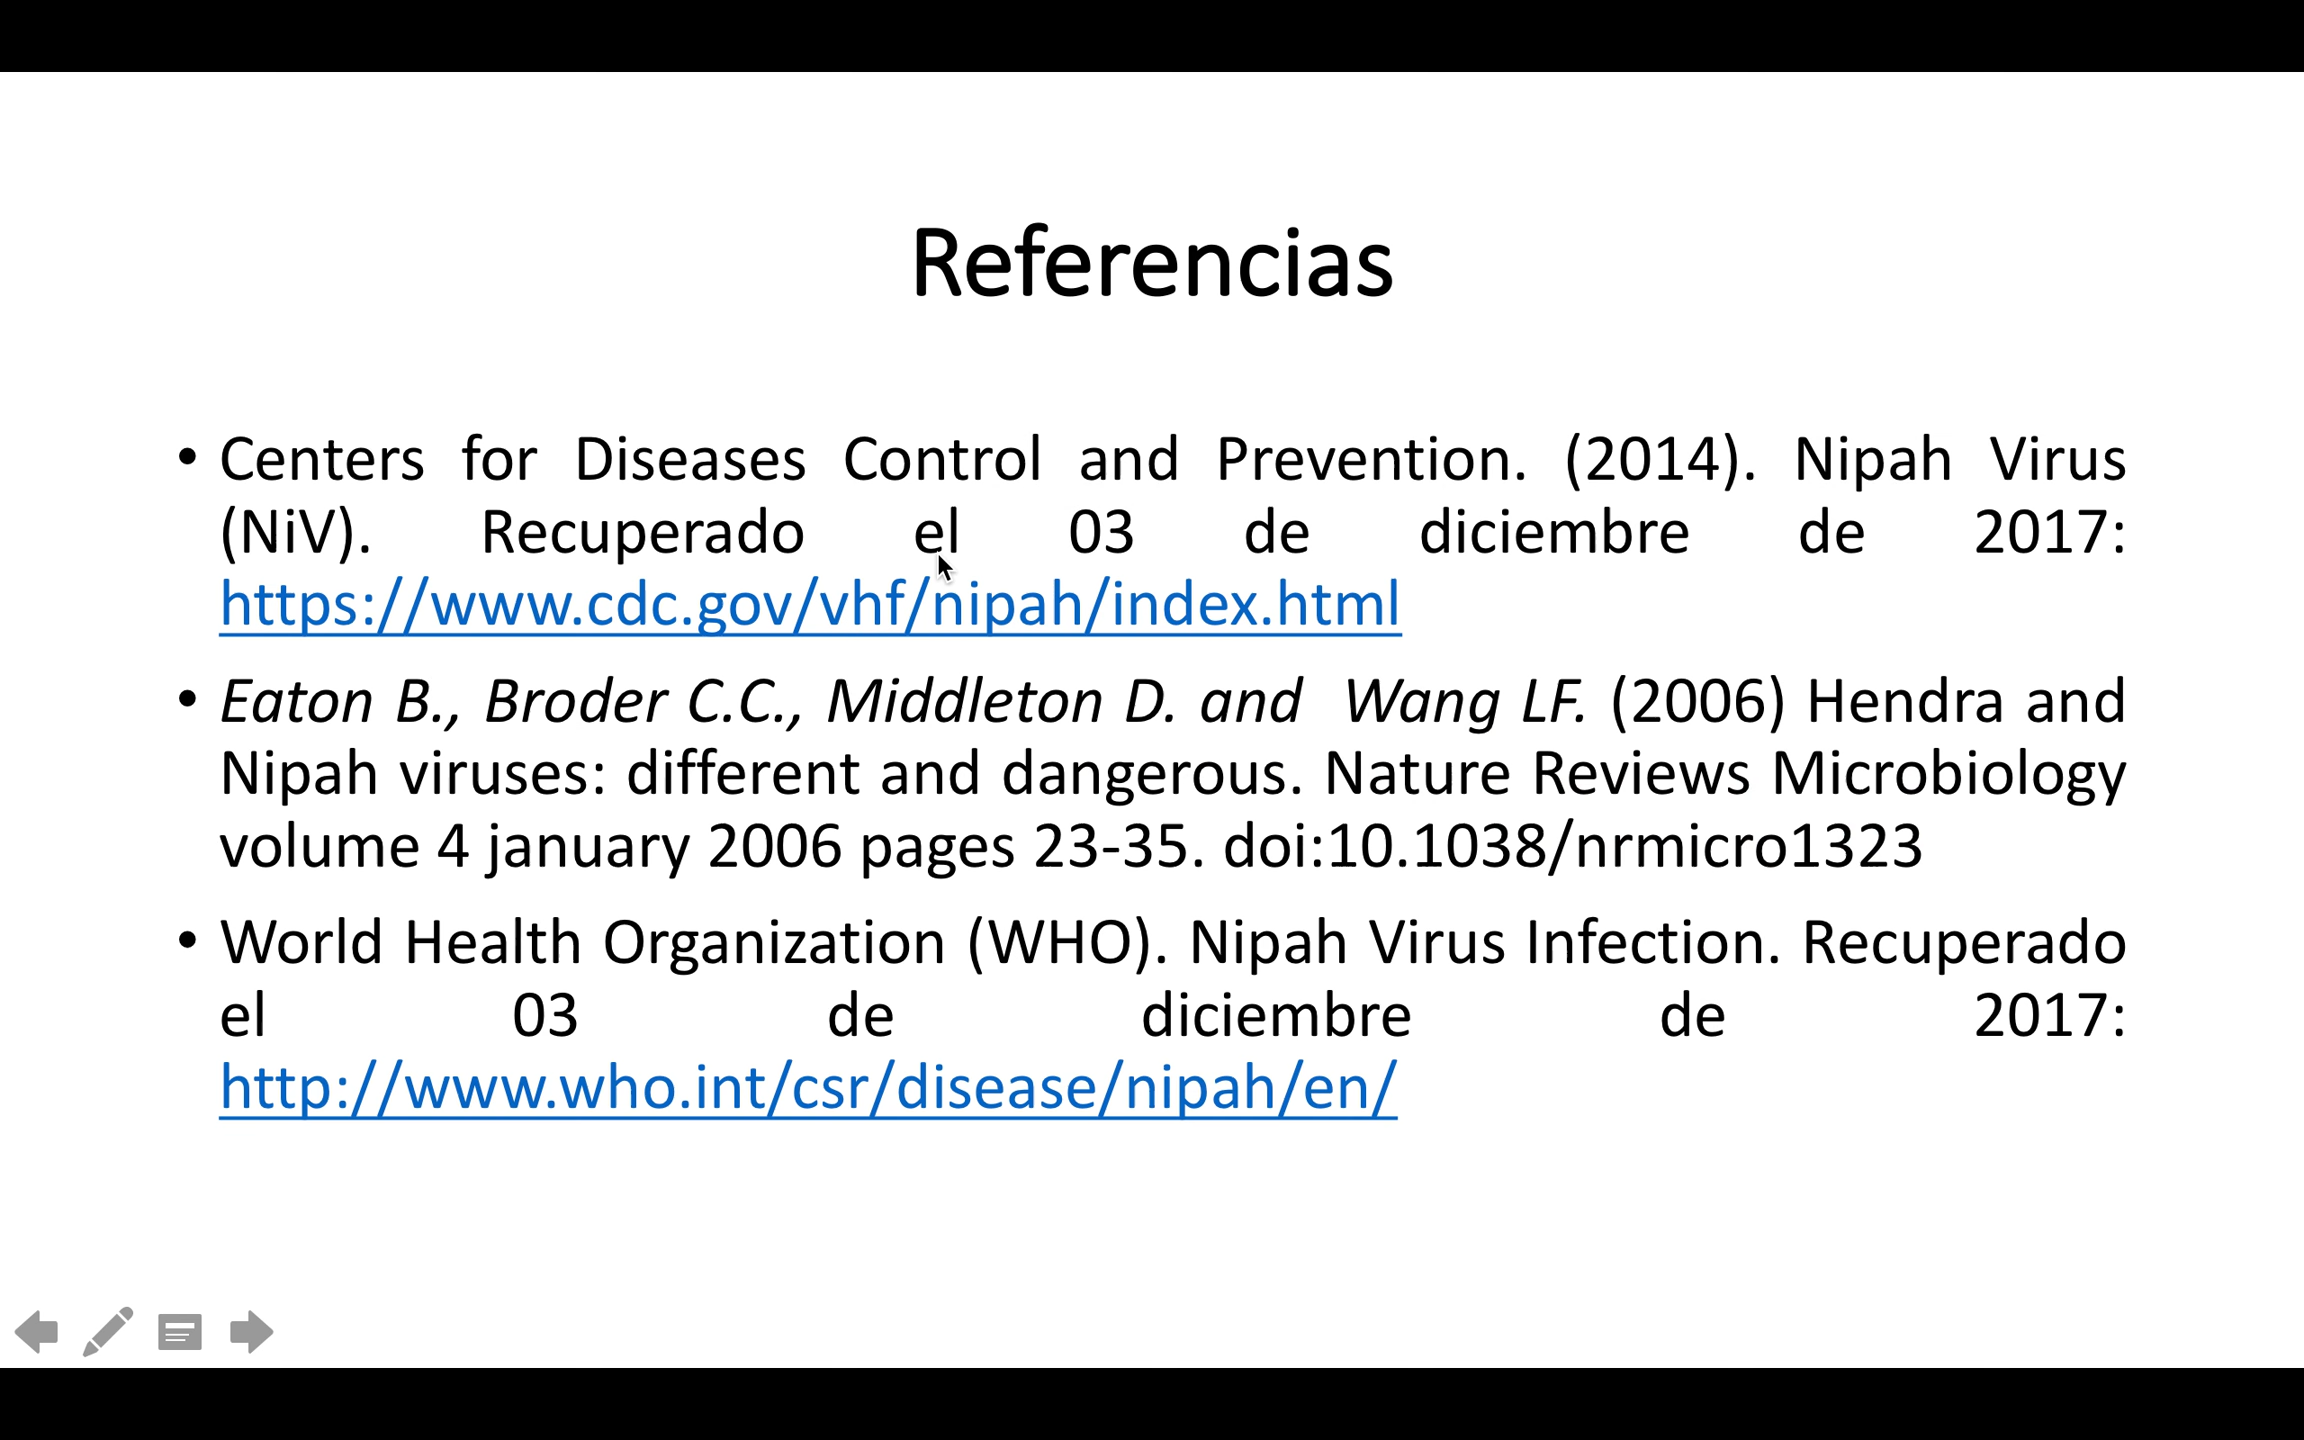 Referencias
• Centers for Diseases Control and Prevention. (2014). Nipah Virus
(NiV). Recuperado el 03 de diciembre de 2017:
https://www.cdc.gov/vhf/nipah/index.html
• Eaton B., Broder C.C., Middleton D. and Wang LF. (2006) Hendra and
Nipah viruses: different and dangerous. Nature Reviews Microbiology
volume 4 january 2006 pages 23-35. doi:10.1038/nrmicro1323
• World Health Organization (WHO). Nipah Virus Infection. Recuperado
el 03 de diciembre de 2017:
http://www.who.int/csr/disease/nipah/en/